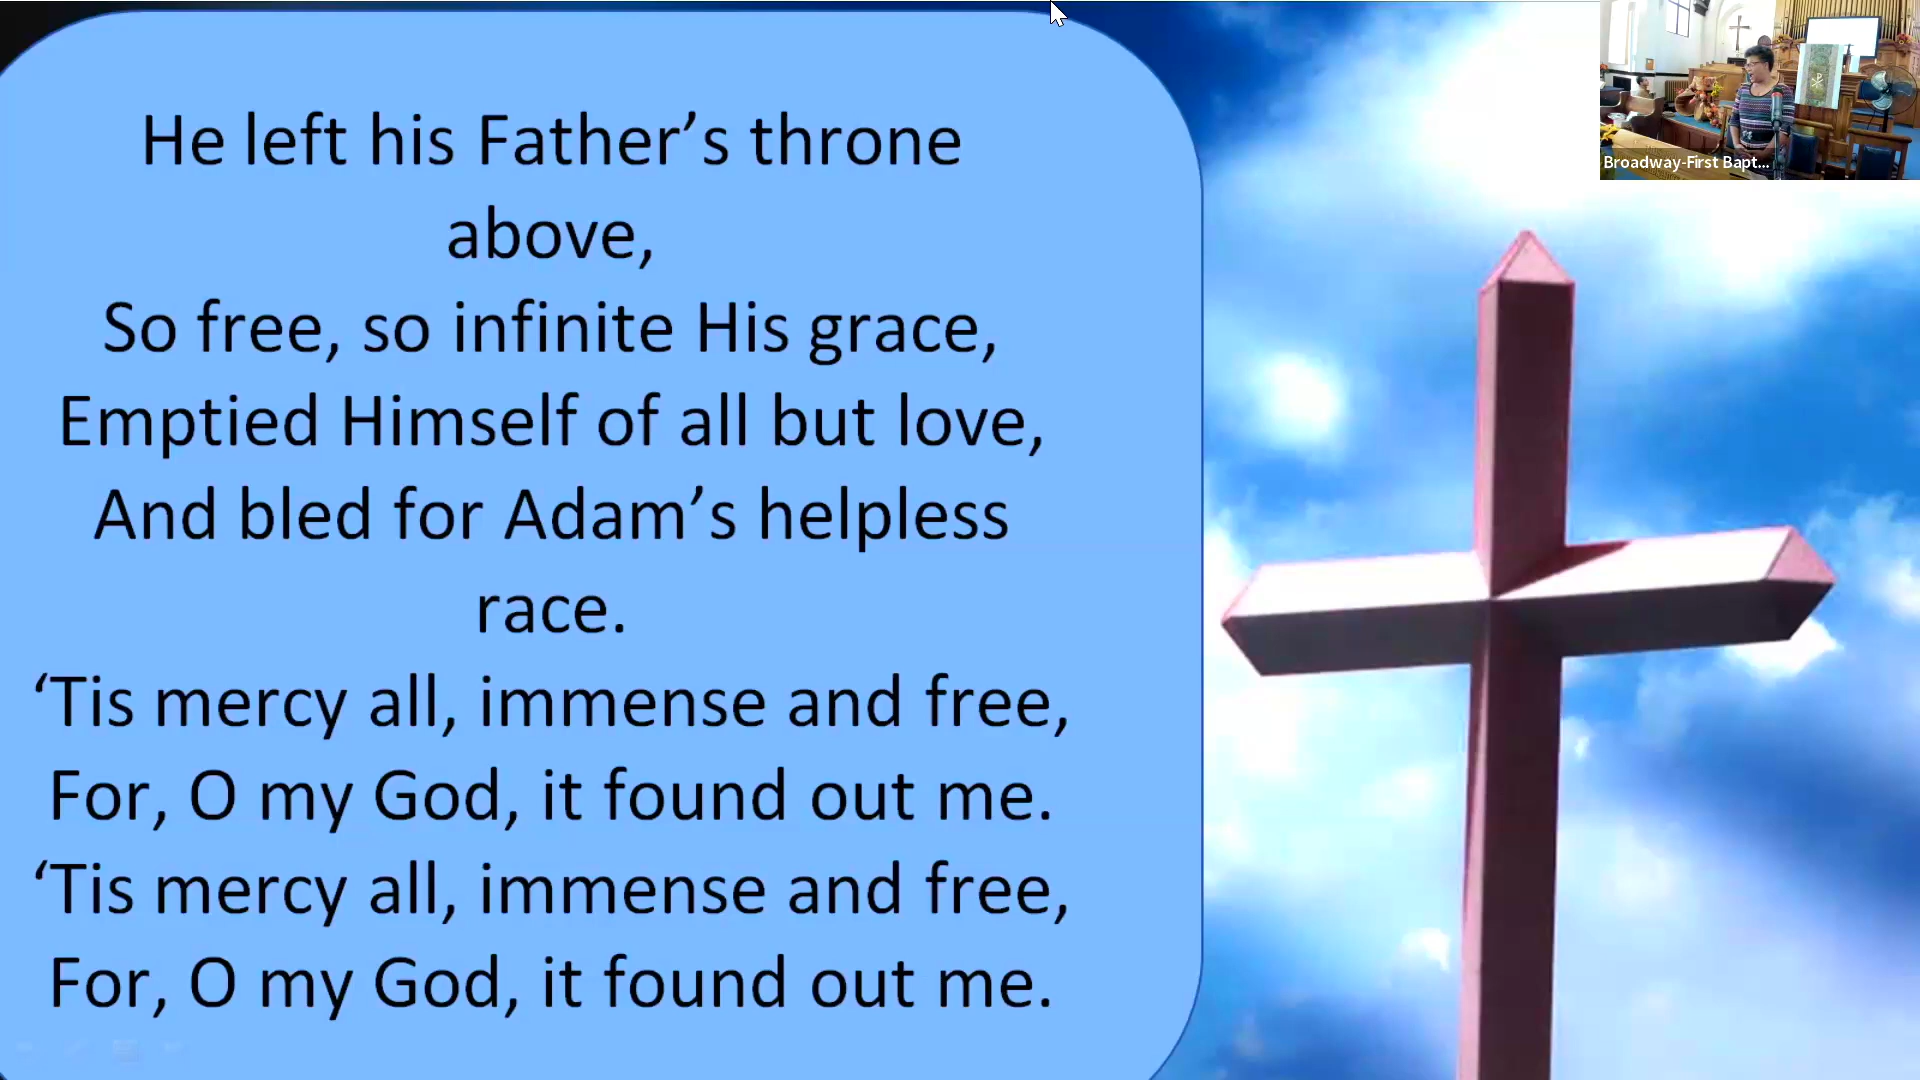 He left his Father’s throne
above,
So free, so infinite His grace,
Emptied Himself of all but love,
And bled for Adam’s helpless
race.
‘Tis mercy all, immense and free,
For, O my God, it found out me.
‘Tis mercy all, immense and free,
For, O my God, it found out me.
Broadway-First Bapt...